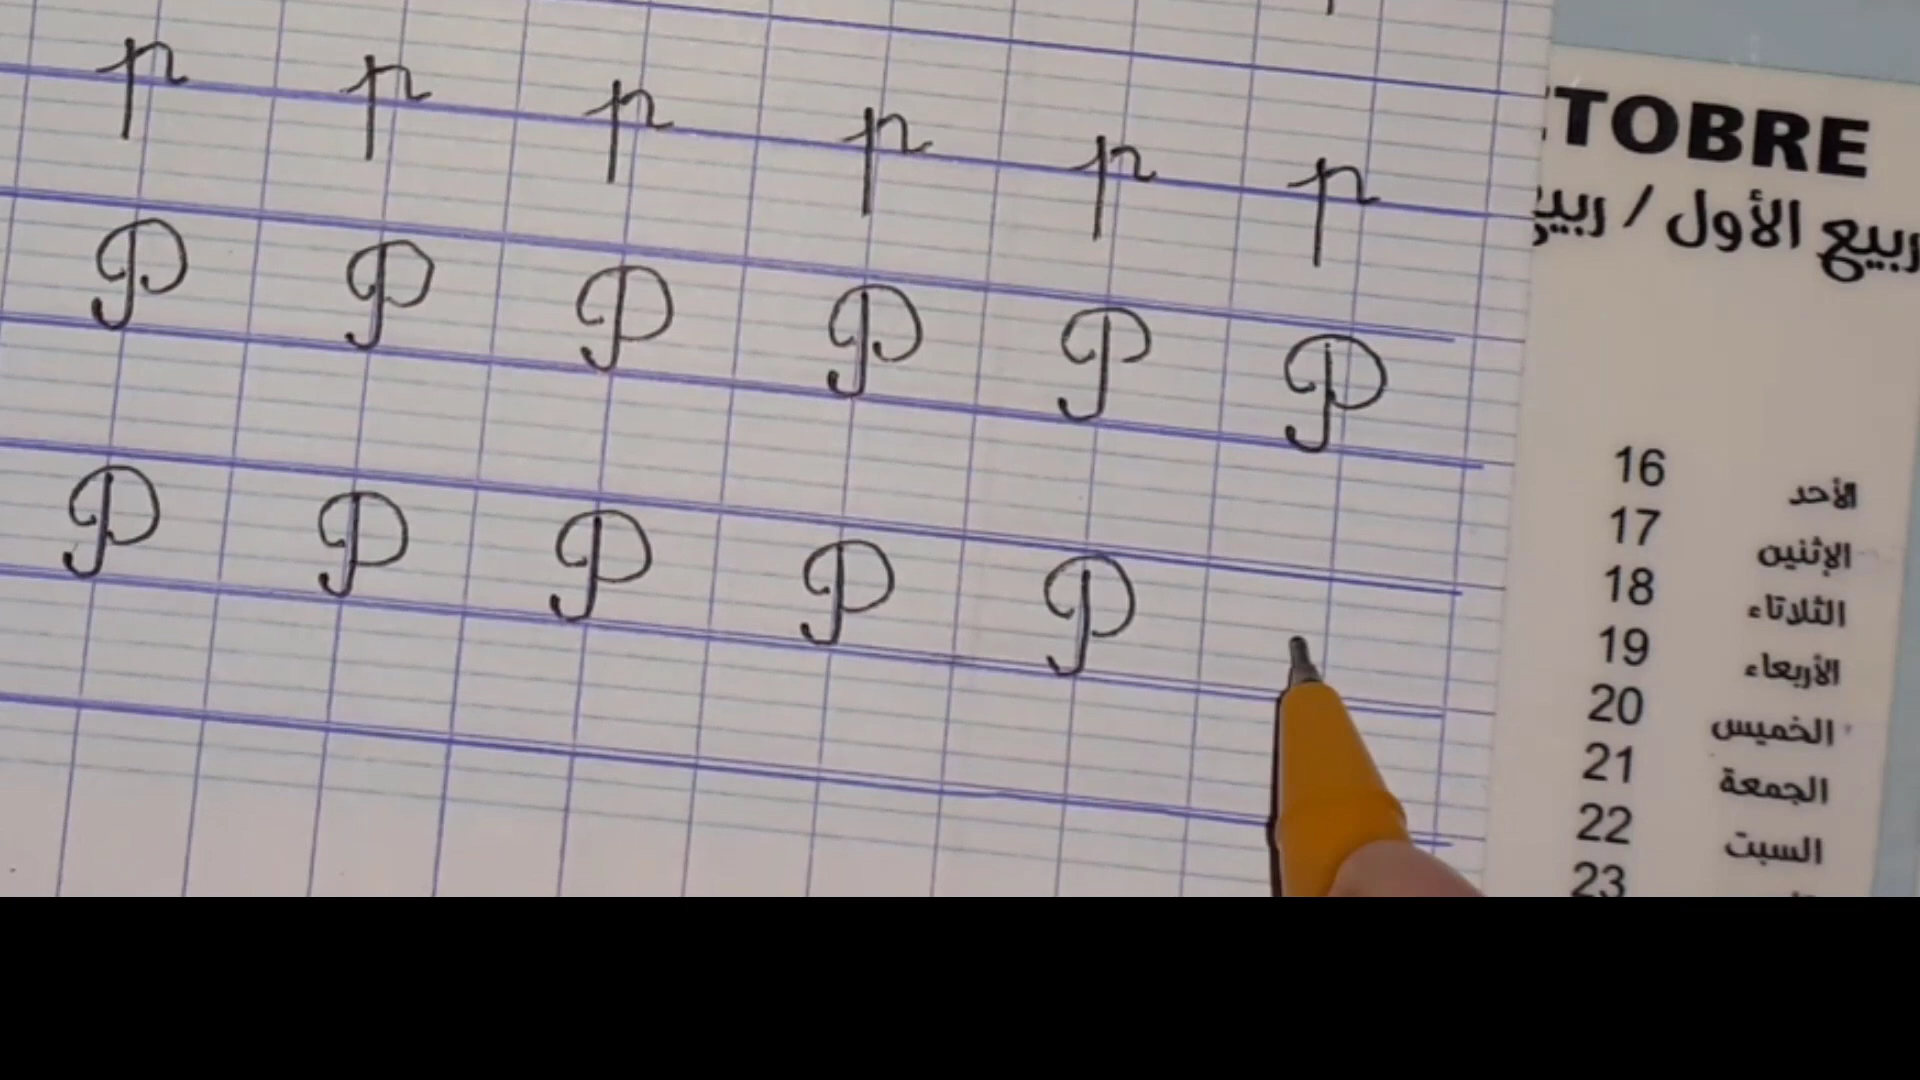 p p p p p p
P P P P P P
P P P P P
TOBRE
ربيع الأول / ربيع
16 الأحد
17 الإثنين
18 الثلاثاء
19 الأربعاء
20 الخميس
21 الجمعة
22 السبت
23